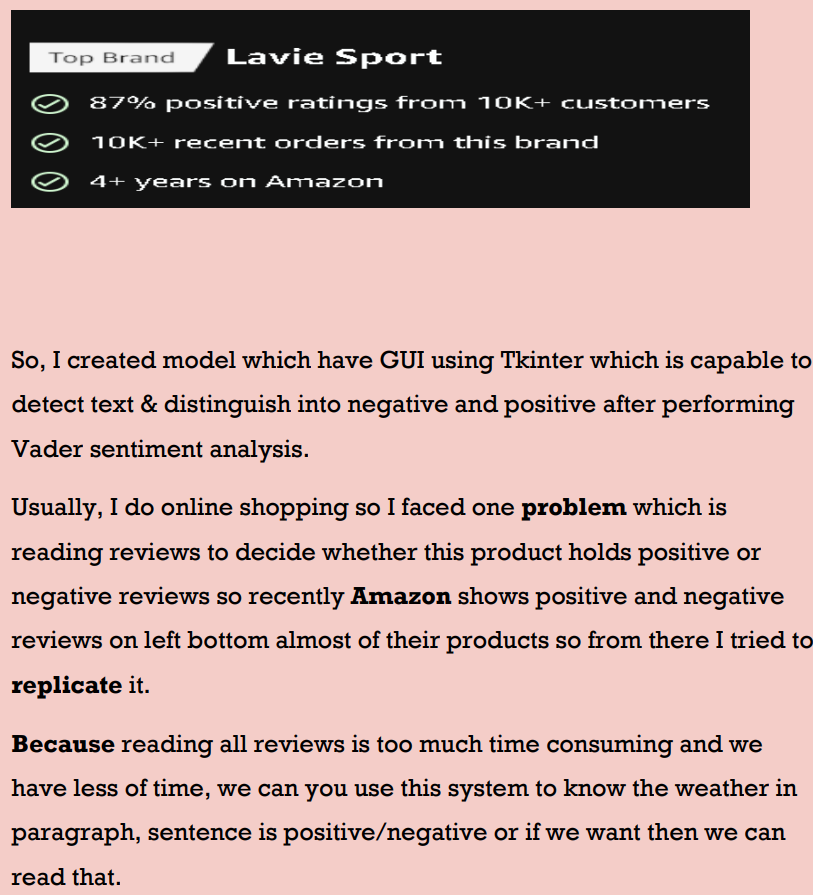 Top Brand Lavie Sport
87% positive ratings from 10K+ customers
10K+ recent orders from this brand
4+ years on Amazon
So, I created model which have GUI using Tkinter which is capable to
detect text & distinguish into negative and positive after performing
Vader sentiment analysis.
Usually, I do online shopping so I faced one problem which is
reading reviews to decide whether this product holds positive or
negative reviews so recently Amazon shows positive and negative
reviews on left bottom almost of their products so from there I tried to
replicate it.
Because reading all reviews is too much time consuming and we
have less of time, we can you use this system to know the weather in
paragraph, sentence is positive/negative or if we want then we can
read that.